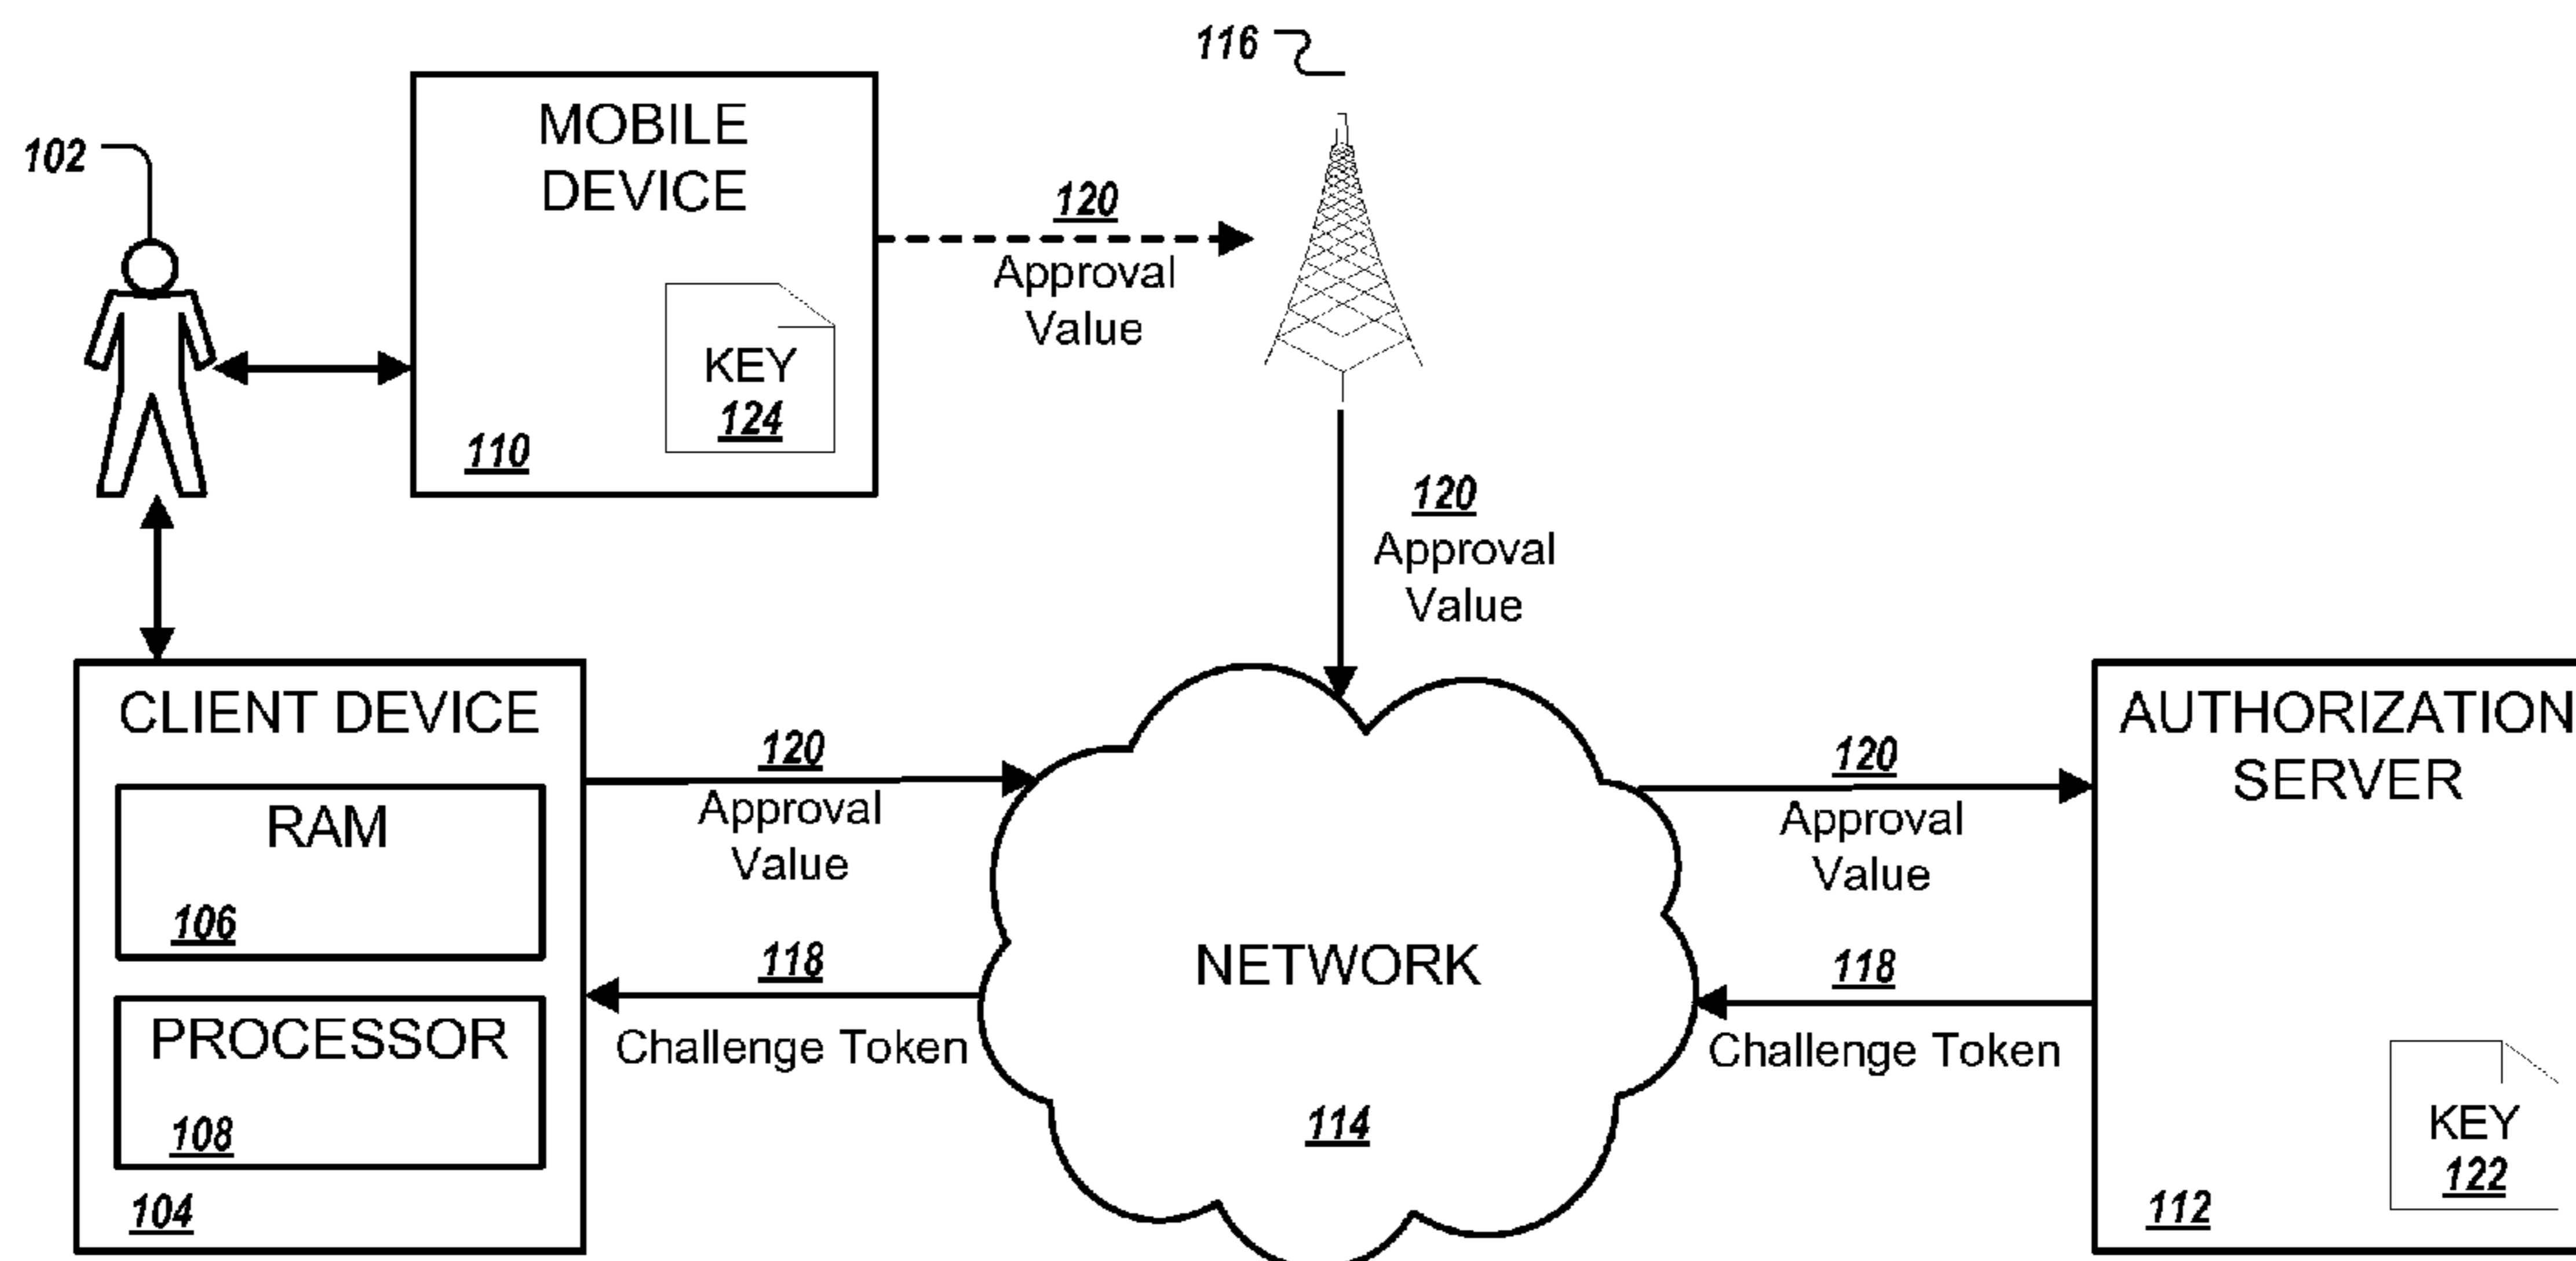 116
102
MOBILE
DEVICE
120
Approval
Value
KEY
124
110
120
Approval
Value
CLIENT DEVICE
RAM
106
PROCESSOR
108
104
120
Approval
Value
118
Challenge Token
NETWORK
114
120
Approval
Value
118
Challenge Token
AUTHORIZATION
SERVER
KEY
122
112